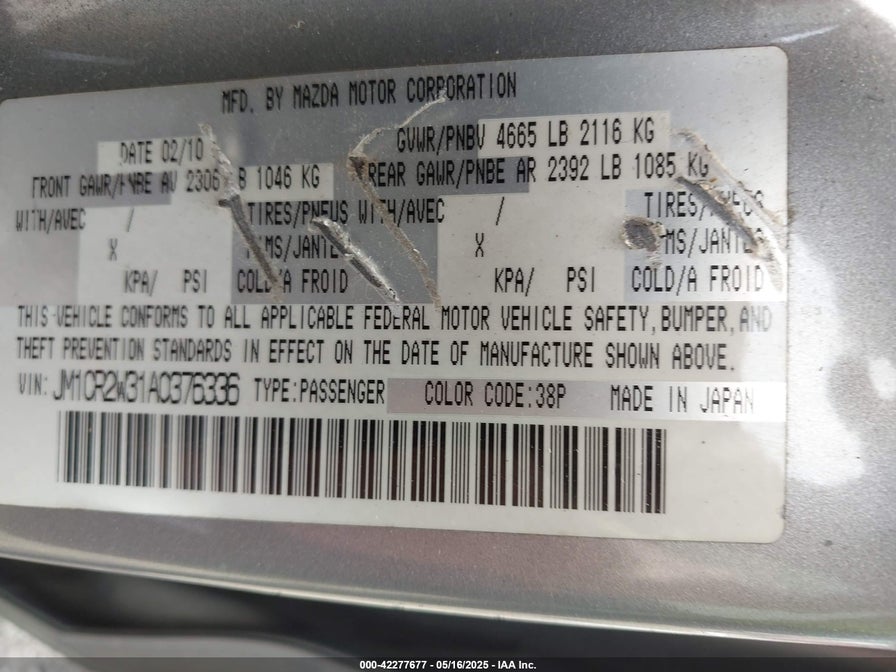 MFD. BY MAZDA MOTOR CORPORATION
DATE 02/10 GVWR/PNBV 4665 LB 2116 KG
FRONT GAWR/PNBE AV 2306 LB 1046 KG REAR GAWR/PNBE AR 2392 LB 1085 KG
WITH/AVEC / TIRES/PNEUS WITH/AVEC / TIRES/PNEUS
X RIMS/JANTES X RIMS/JANTES
KPA/ PSI COLD/A FROID KPA/ PSI COLD/A FROID
THIS VEHICLE CONFORMS TO ALL APPLICABLE FEDERAL MOTOR VEHICLE SAFETY, BUMPER, AND
THEFT PREVENTION STANDARDS IN EFFECT ON THE DATE OF MANUFACTURE SHOWN ABOVE.
VIN: JM1CR2W31A0376336 TYPE:PASSENGER COLOR CODE:38P MADE IN JAPAN
000-42277677 - 05/16/2025 - IAA Inc.